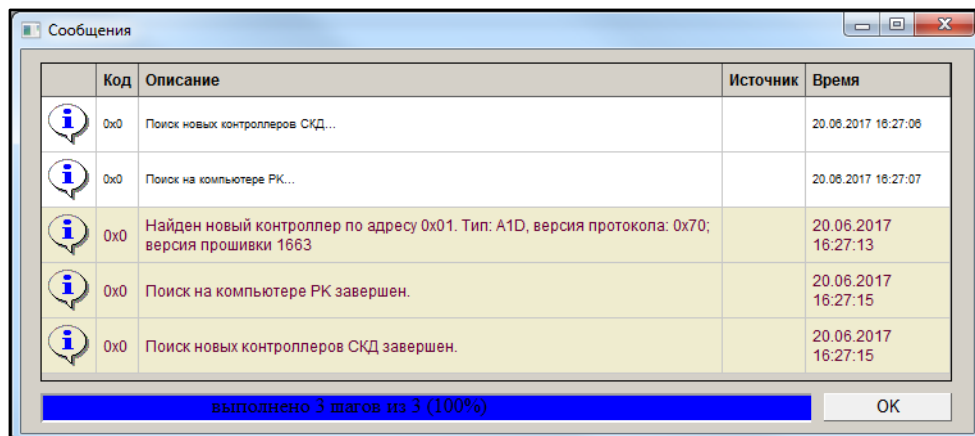 Сообщения
Код Описание Источник Время
0x0 Поиск новых контроллеров СКД... 20.06.2017 16:27:06
0x0 Поиск на компьютере РК... 20.06.2017 16:27:07
0x0 Найден новый контроллер по адресу 0x01. Тип: A1D, версия протокола: 0x70; 20.06.2017
версия прошивки 1663 16:27:13
0x0 Поиск на компьютере РК завершен. 20.06.2017
16:27:15
0x0 Поиск новых контроллеров СКД завершен. 20.06.2017
16:27:15
выполнено 3 шагов из 3 (100%) OK